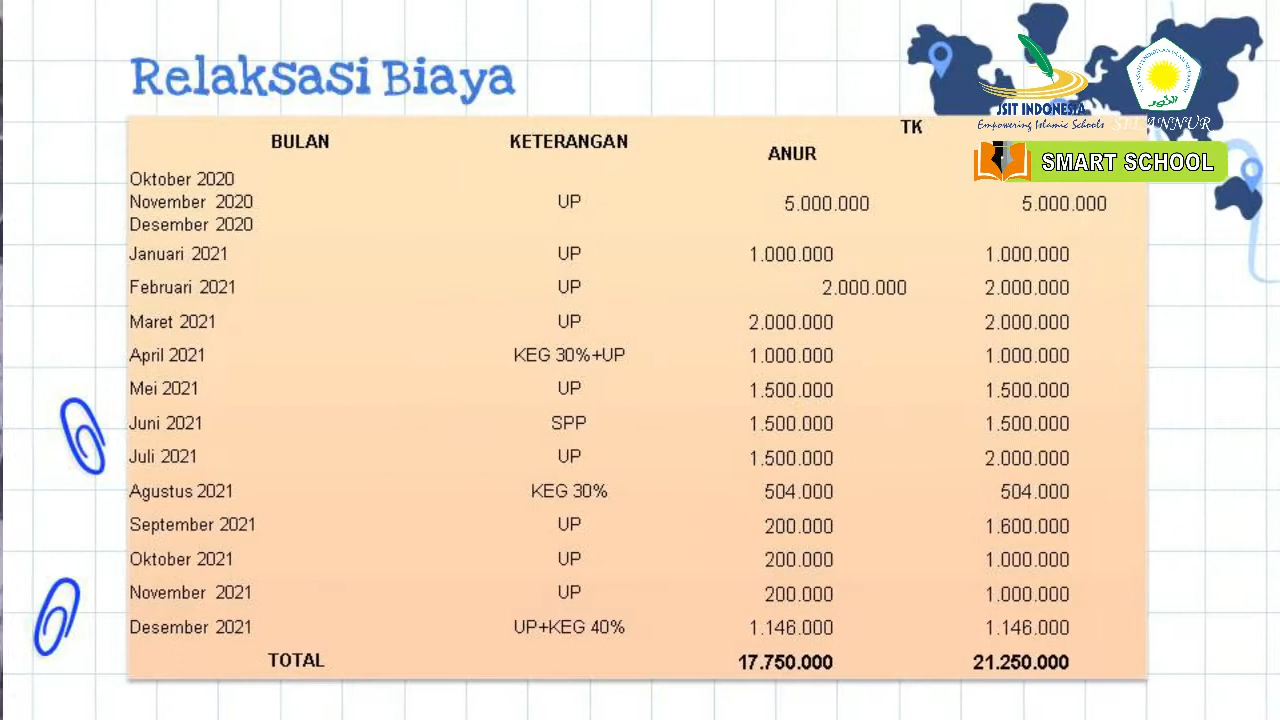 Relaksasi Biaya
JSIT INDONESIA
Empowering Islamic Schools
SMART SCHOOL
TK
BULAN KETERANGAN ANUR
Oktober 2020
November 2020 UP 5.000.000 5.000.000
Desember 2020
Januari 2021 UP 1.000.000 1.000.000
Februari 2021 UP 2.000.000 2.000.000
Maret 2021 UP 2.000.000 2.000.000
April 2021 KEG 30%+UP 1.000.000 1.000.000
Mei 2021 UP 1.500.000 1.500.000
Juni 2021 SPP 1.500.000 1.500.000
Juli 2021 UP 1.500.000 2.000.000
Agustus 2021 KEG 30% 504.000 504.000
September 2021 UP 200.000 1.600.000
Oktober 2021 UP 200.000 1.000.000
November 2021 UP 200.000 1.000.000
Desember 2021 UP+KEG 40% 1.146.000 1.146.000
TOTAL 17.750.000 21.250.000